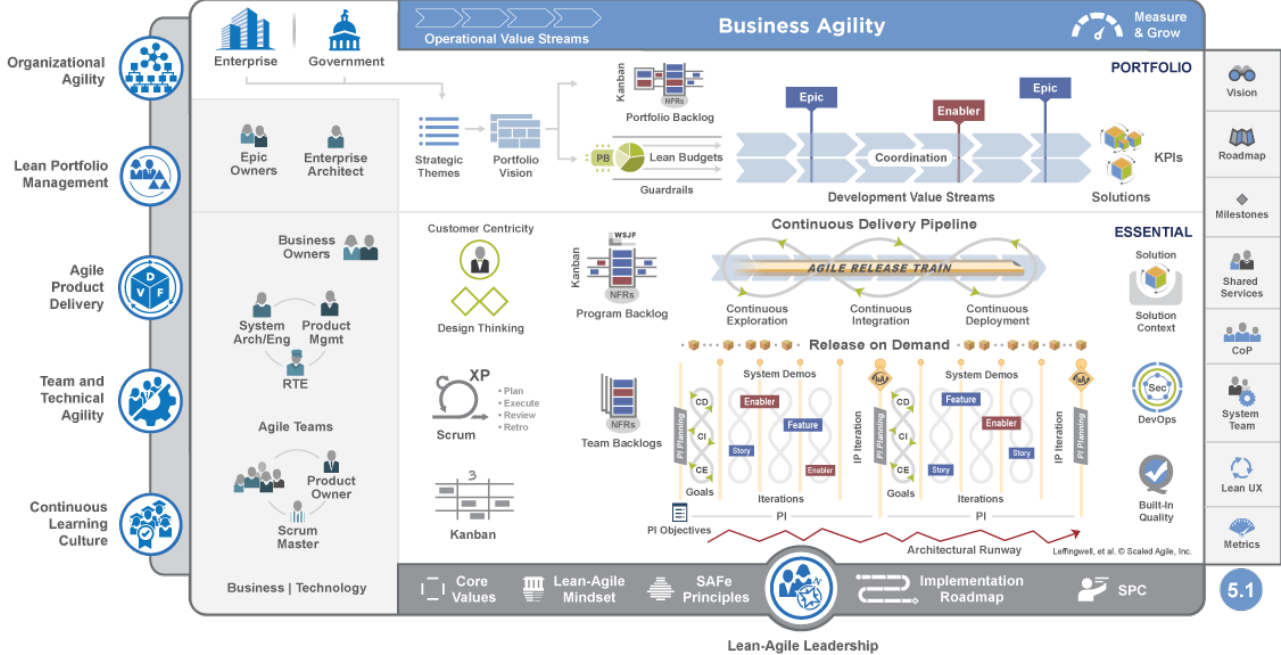 Organizational
Agility
Lean Portfolio
Management
Agile
Product
Delivery
D
V F
Team and
Technical
Agility
Continuous
Learning
Culture
Enterprise
Government
Operational Value Streams
Business Agility
Measure
& Grow
PORTFOLIO
Epic
Owners
Enterprise
Architect
Strategic
Themes
Portfolio
Vision
Kanban
NFRs
Portfolio Backlog
PB
Lean Budgets
Guardrails
Epic
Enabler
Epic
Coordination
Development Value Streams
KPIs
Solutions
ESSENTIAL
Business
Owners
System
Arch/Eng
Product
Mgmt
RTE
Agile Teams
Product
Owner
Scrum
Master
Business | Technology
Customer Centricity
Design Thinking
XP
• Plan
• Execute
• Review
• Retro
Scrum
3
Kanban
WSJF
Kanban
NFRs
Program Backlog
NFRs
Team Backlogs
Continuous Delivery Pipeline
AGILE RELEASE TRAIN
Continuous
Exploration
Continuous
Integration
Continuous
Deployment
Release on Demand
System Demos
System Demos
PI Planning
CD
CI
CE
Goals
Enabler
Feature
Story
Enabler
Iterations
IP Iteration
PI Planning
CD
CI
CE
Goals
Feature
Enabler
Story
Story
Iterations
IP Iteration
PI Planning
PI Objectives
PI
PI
Architectural Runway
Leffingwell, et al. © Scaled Agile, Inc.
Solution
Solution
Context
Sec
DevOps
Built-In
Quality
Vision
Roadmap
Milestones
Shared
Services
CoP
System
Team
Lean UX
Metrics
Core
Values
Lean-Agile
Mindset
SAFe
Principles
N
Implementation
Roadmap
SPC
5.1
Lean-Agile Leadership